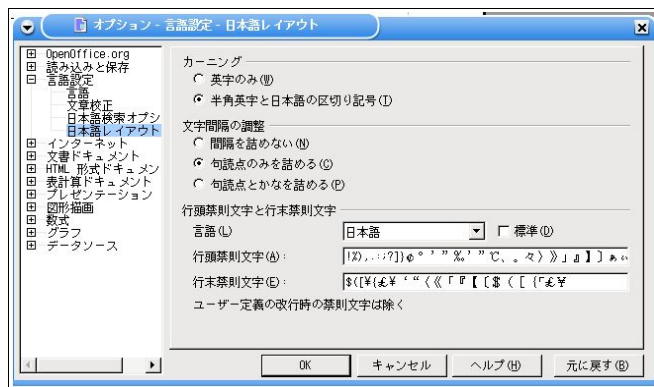 オプション - 言語設定 - 日本語レイアウト
OpenOffice.org
読み込みと保存
言語設定
言語
文章校正
日本語検索オプシ
日本語レイアウト
インターネット
文書ドキュメント
HTML 形式ドキュメン
表計算ドキュメント
プレゼンテーション
図形描画
数式
グラフ
データソース
カーニング
英字のみ(W)
半角英字と日本語の区切り記号(I)
文字間隔の調整
間隔を詰めない(N)
句読点のみを詰める(C)
句読点とかなを詰める(P)
行頭禁則文字と行末禁則文字
言語(L) 日本語 標準(D)
行頭禁則文字(A): !%),.:;?]}¢°’”‰′″℃、。々〉》」』】〕ぁぃ
行末禁則文字(E): $([¥{£¥‘“〈《「『【〔$([{「£¥
ユーザー定義の改行時の禁則文字は除く
OK キャンセル ヘルプ(H) 元に戻す(B)